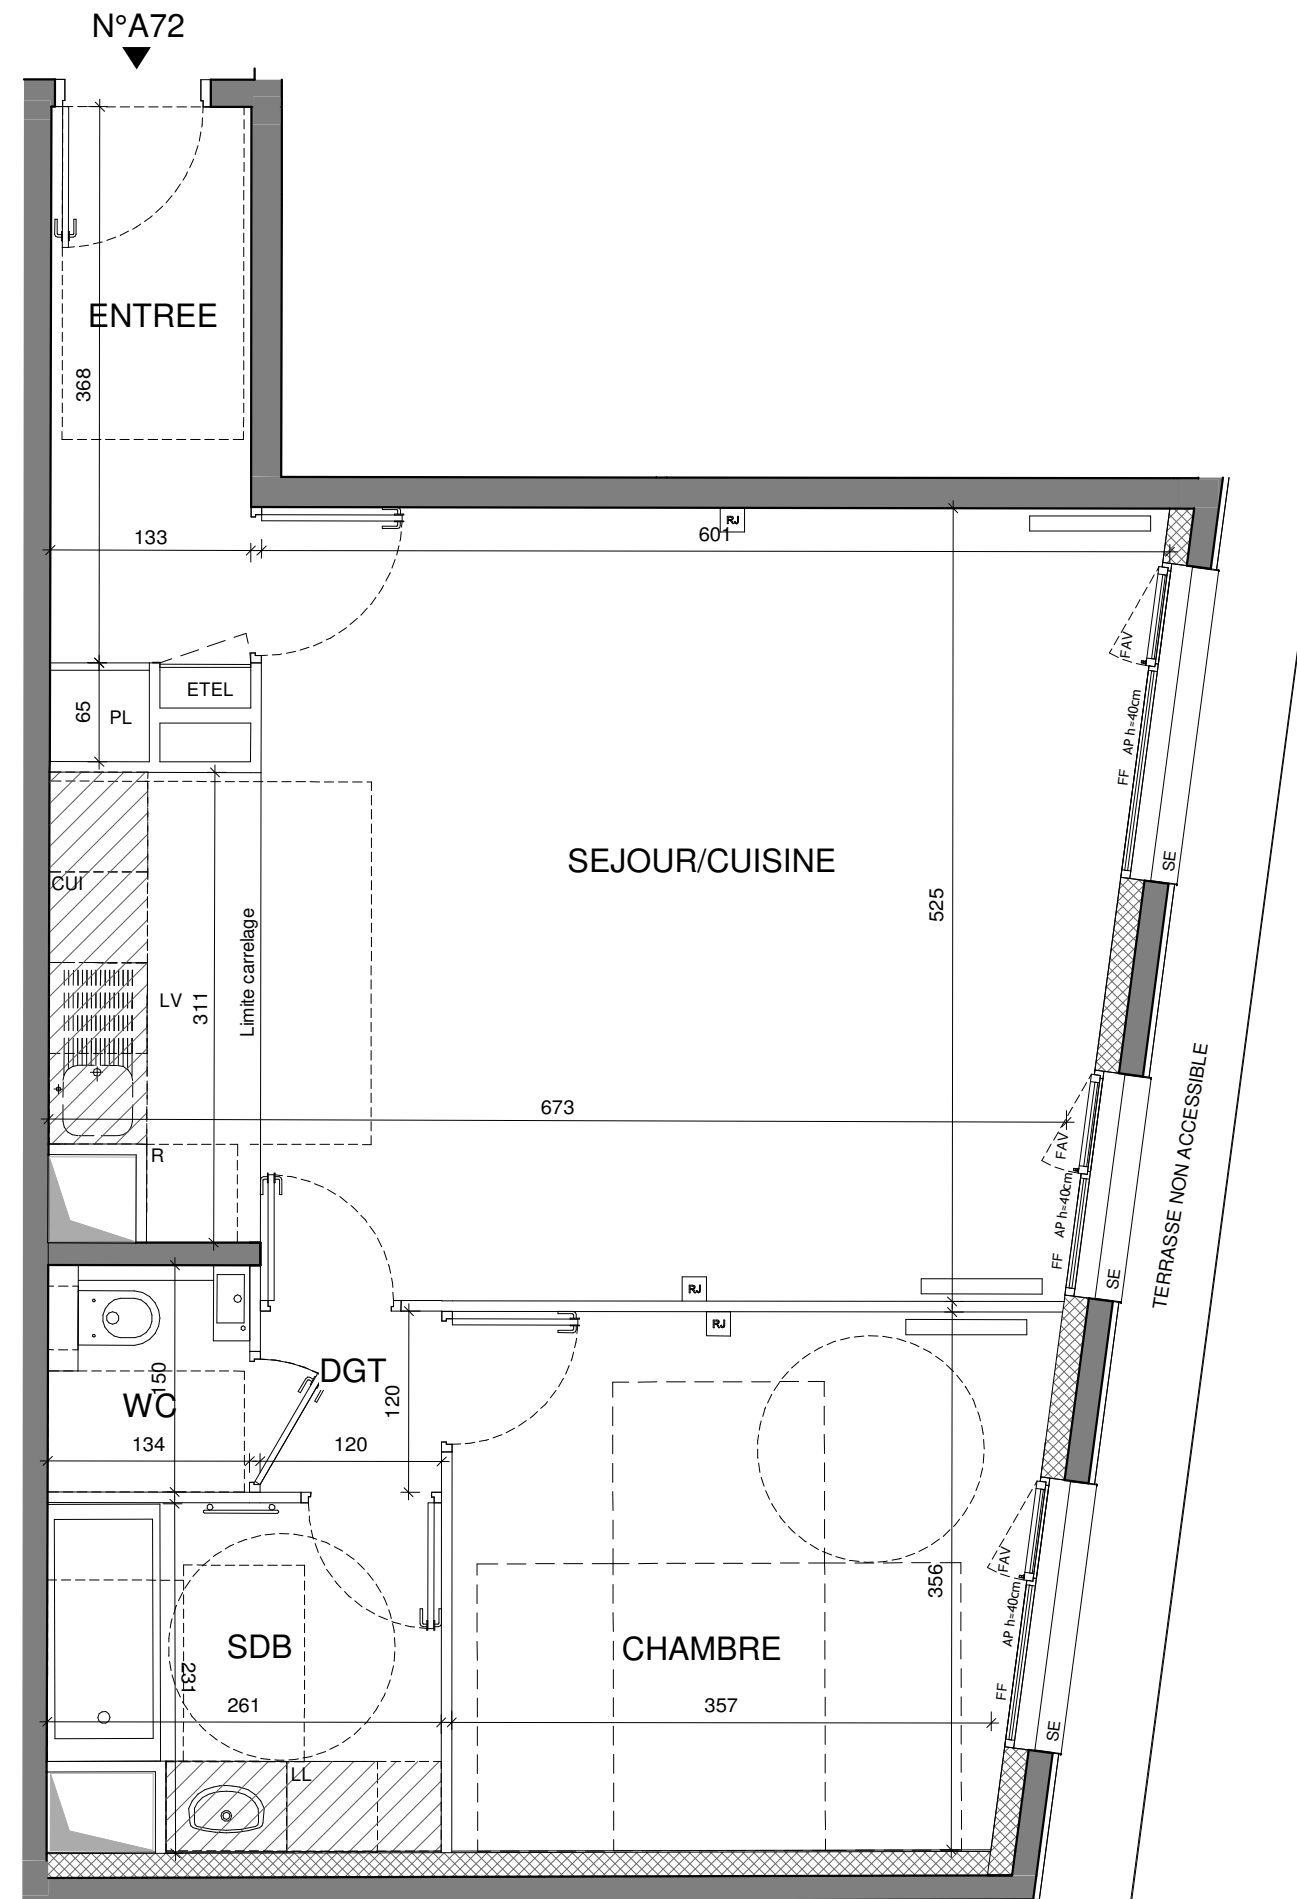 N°A72
ENTREE
368
133
RJ
601
FAV
ETEL
65
PL
AP h=40cm
FF
SE
SEJOUR/CUISINE
CUI
525
Limite carrelage
LV
311
673
R
FAV
AP h=40cm
FF
SE
TERRASSE NON ACCESSIBLE
RJ
RJ
DGT
150
WC
120
134
120
FAV
356
AP h=40cm
SDB
CHAMBRE
231
FF
261
357
SE
LL